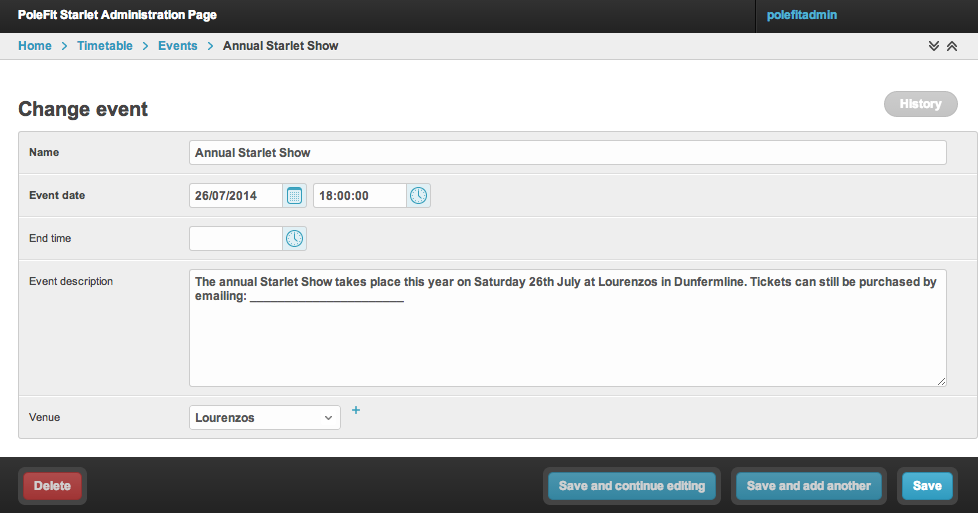 PoleFit Starlet Administration Page
polefitadmin
Home > Timetable > Events > Annual Starlet Show
Change event
History
Name
Annual Starlet Show
Event date
26/07/2014
18:00:00
End time
Event description
The annual Starlet Show takes place this year on Saturday 26th July at Lourenzos in Dunfermline. Tickets can still be purchased by
emailing: ______________________
Venue
Lourenzos
+
Delete
Save and continue editing
Save and add another
Save